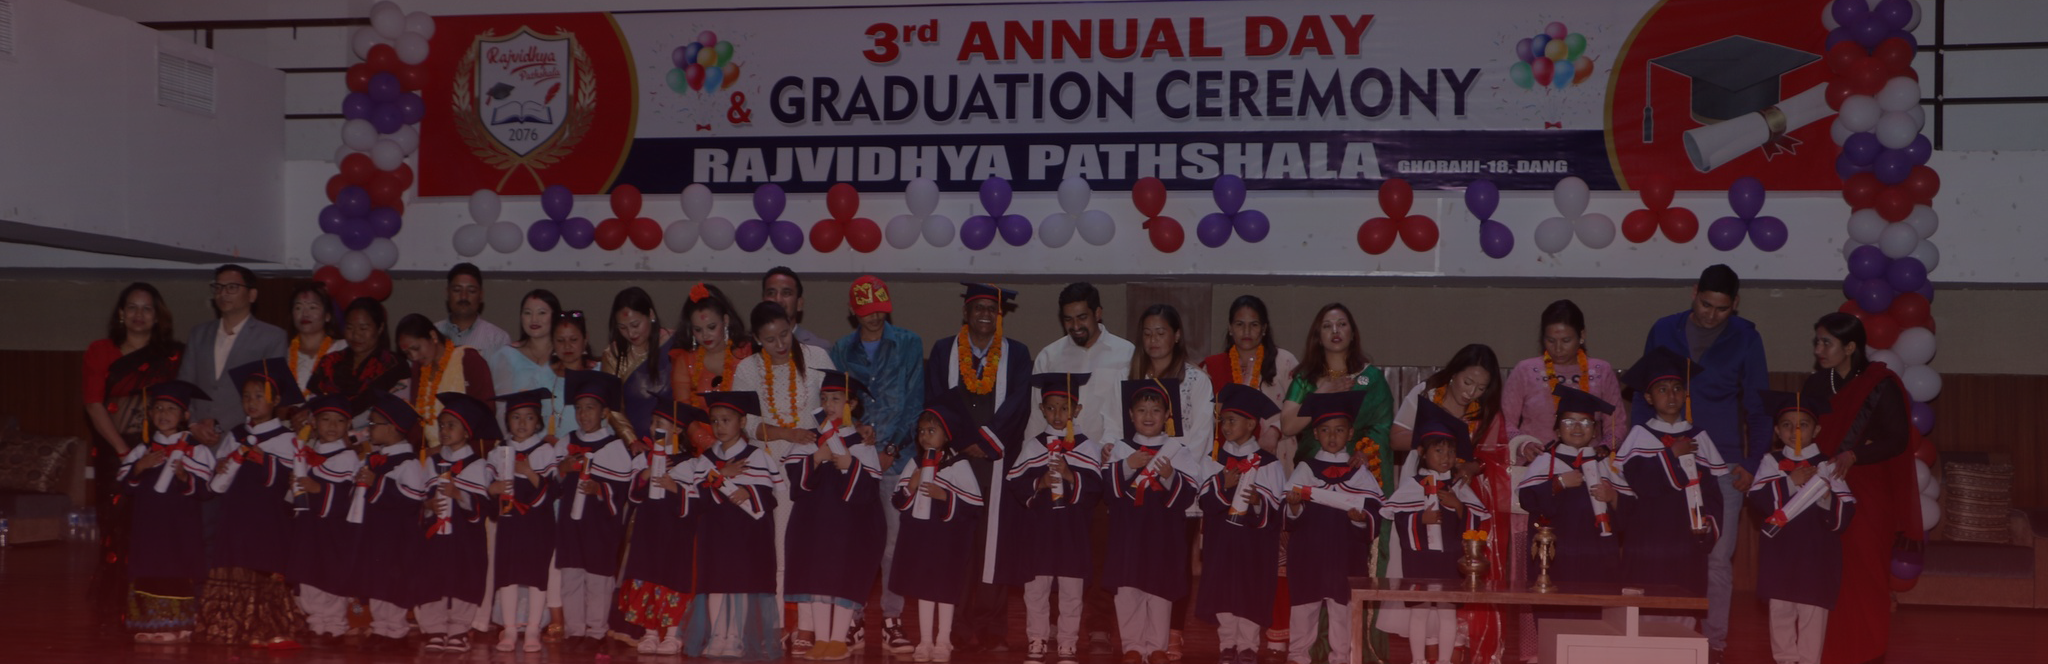 Rajvidhya
Pathshala
2076
3rd ANNUAL DAY
& GRADUATION CEREMONY
RAJVIDHYA PATHSHALA GHORAHI-18, DANG